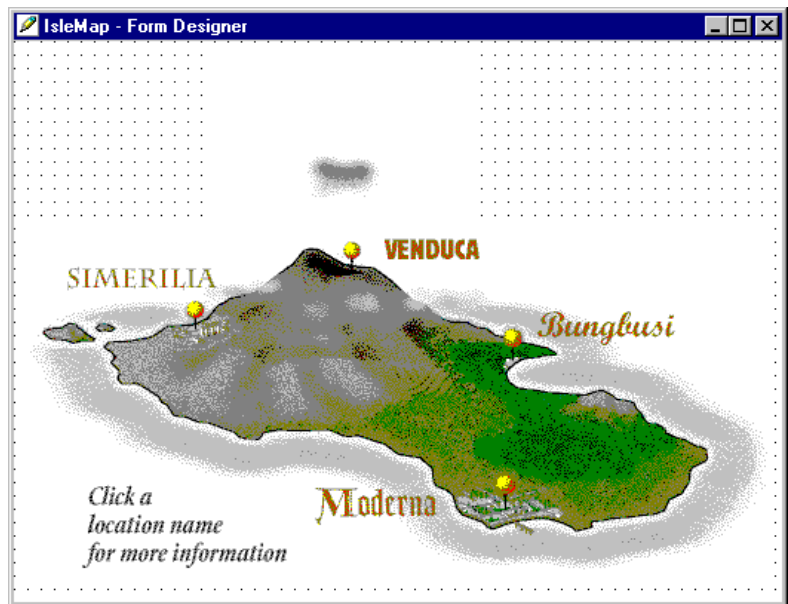 IsleMap - Form Designer
VENDUCA
SIMERILIA
Bungbusi
Moderna
Click a
location name
for more information